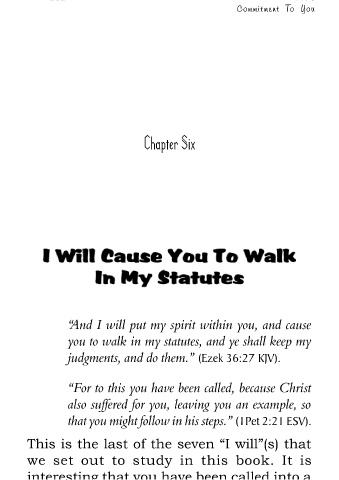 Commitment To You
Chapter Six
I Will Cause You To Walk
In My Statutes
"And I will put my spirit within you, and cause
you to walk in my statutes, and ye shall keep my
judgments, and do them." (Ezek 36:27 KJV).
"For to this you have been called, because Christ
also suffered for you, leaving you an example, so
that you might follow in his steps." (1Pet 2:21 ESV).
This is the last of the seven "I will"(s) that
we set out to study in this book. It is
interesting that you have been called into a